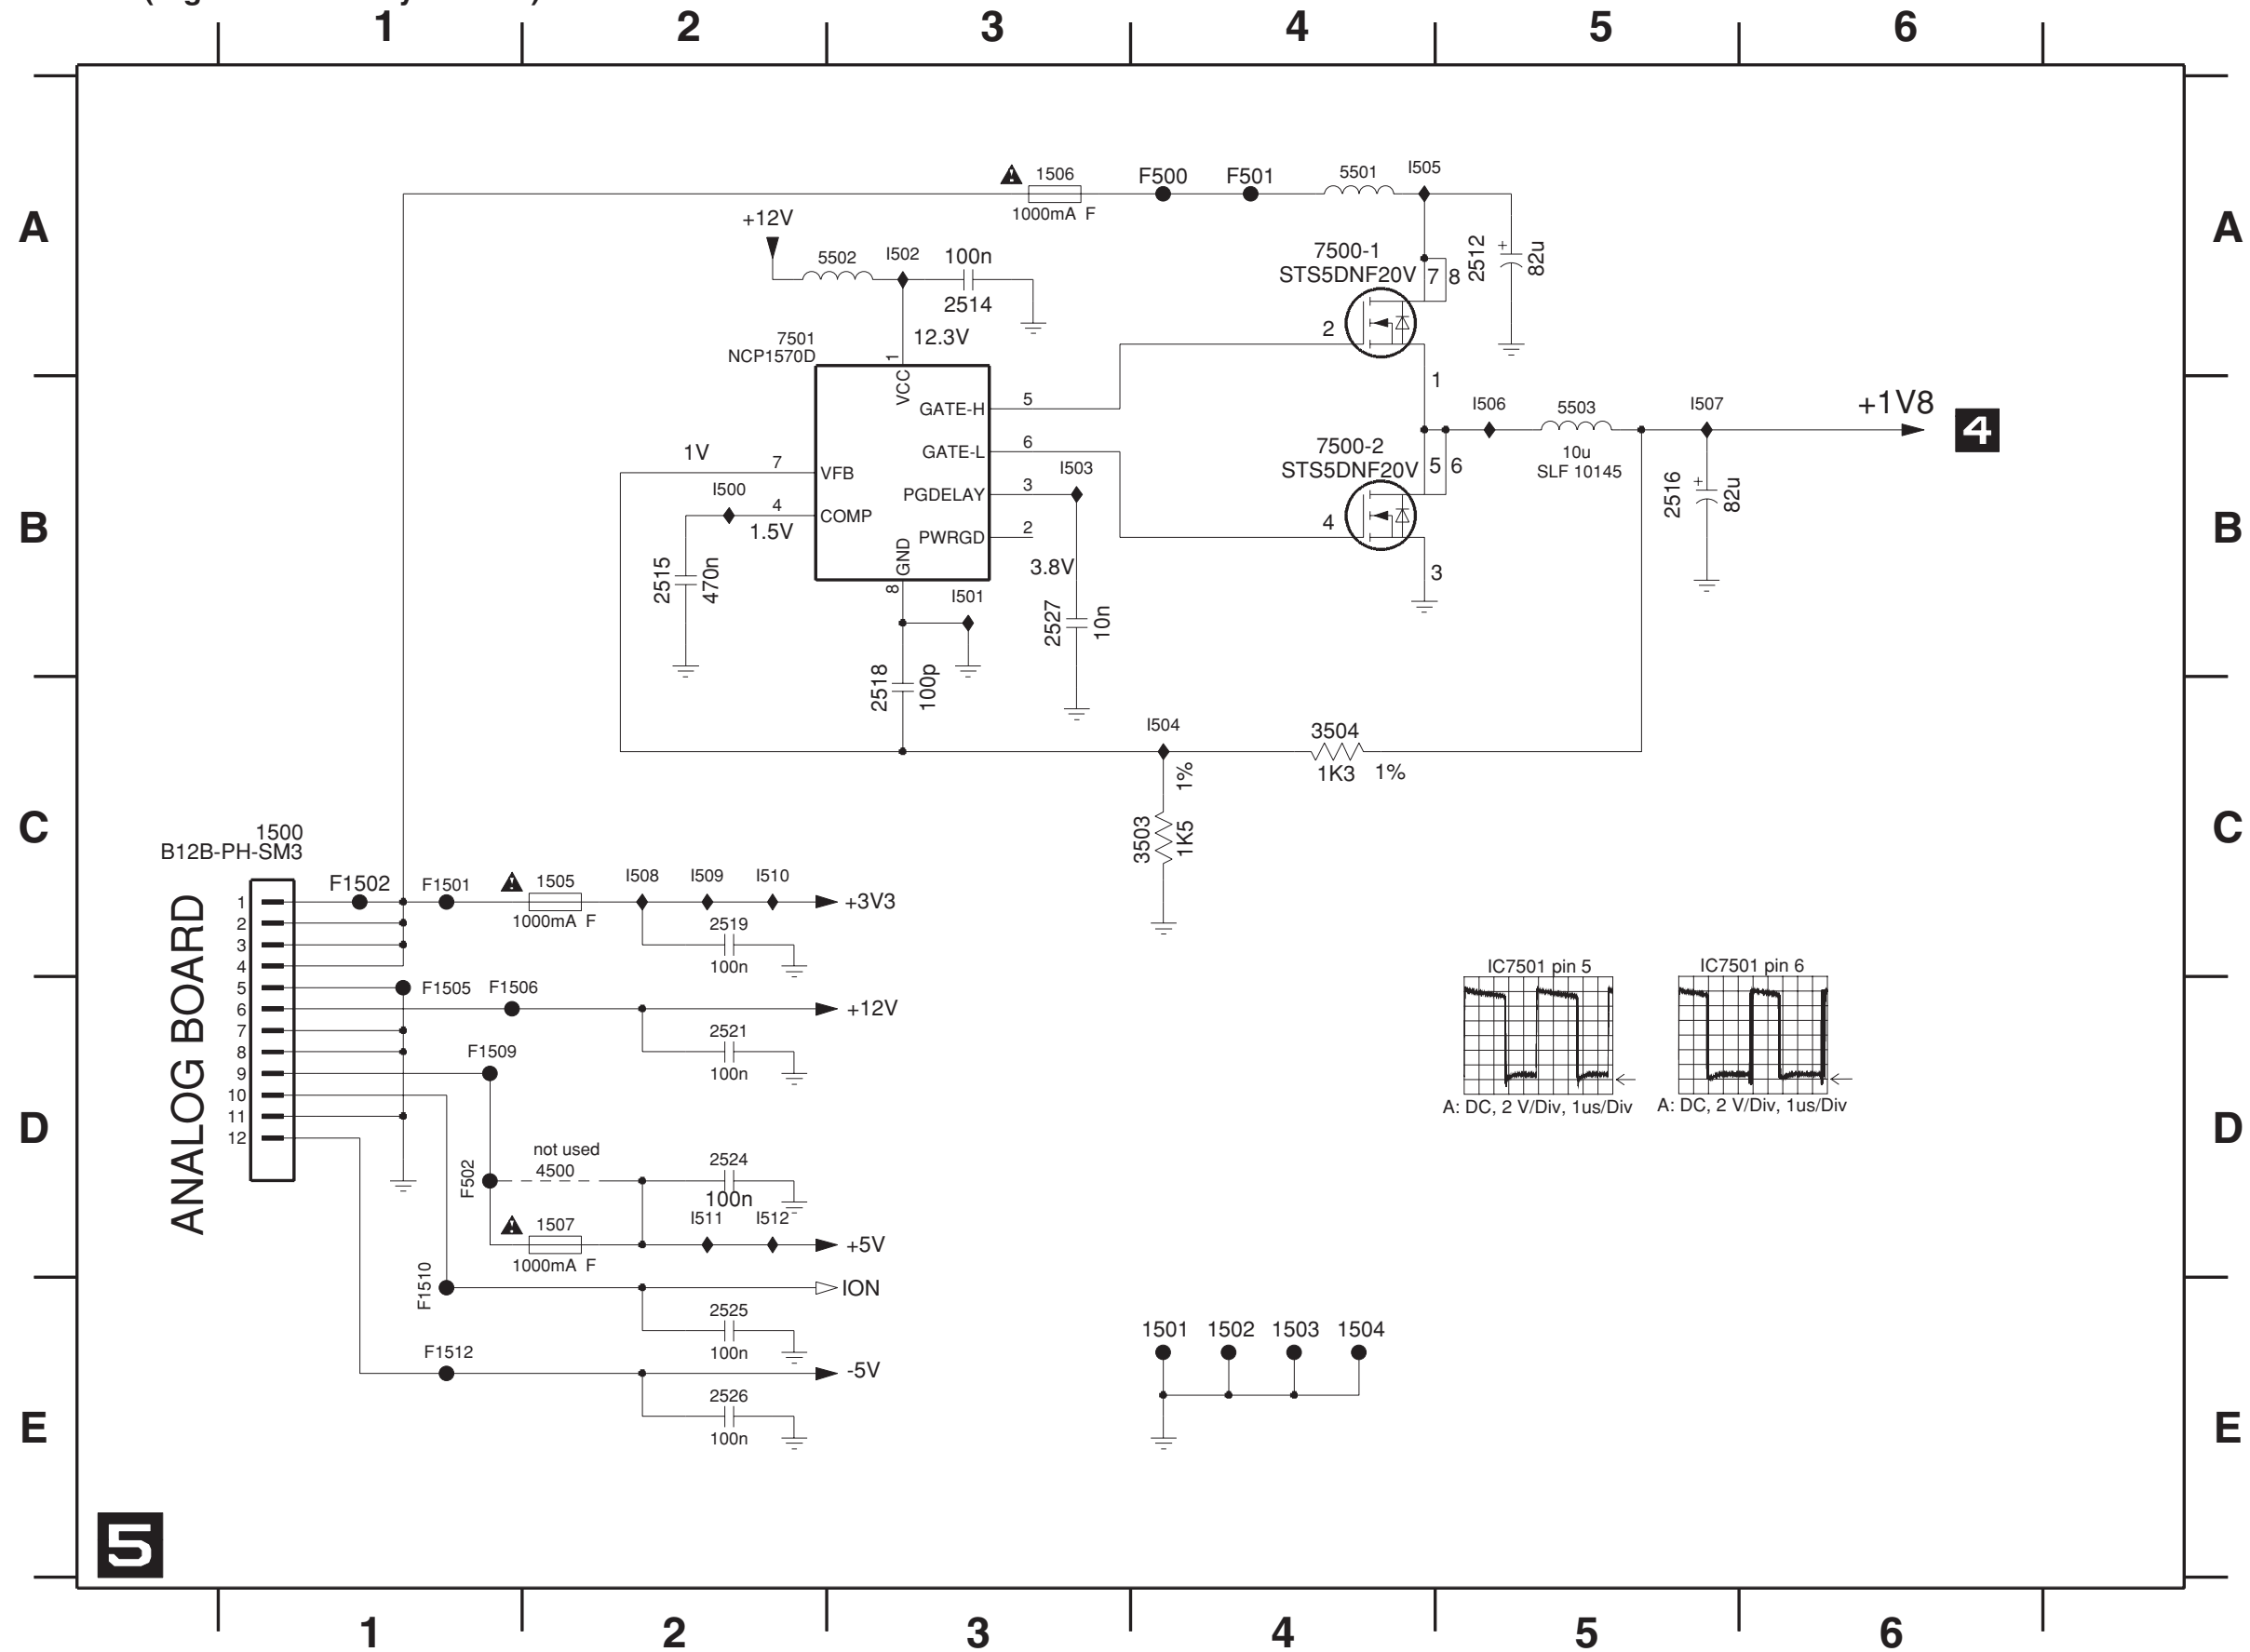 1 2 3 4 5 6
A A
1506
1000mA F
F500
F501
5501
I505
+12V
5502
I502
100n
2514
7500-1
STS5DNF20V
7 8
2
1
2512
82u
12.3V
7501
NCP1570D
1
VCC
GATE-H
5
GATE-L
6
PGDELAY
3
PWRGD
2
GND
8
7
VFB
4
COMP
1V
I500
1.5V
I503
3.8V
7500-2
STS5DNF20V
5 6
4
3
I506
5503
10u
SLF 10145
I507
+1V8
4
2516
82u
B B
2515
470n
I501
2527
10n
2518
100p
I504
3504
1K3 1%
1%
3503
1K5
C C
1500
B12B-PH-SM3
ANALOG BOARD
1
2
3
4
5
6
7
8
9
10
11
12
F1502
F1501
1505
1000mA F
I508
I509
I510
+3V3
2519
100n
F1505
F1506
+12V
2521
100n
F1509
IC7501 pin 5
A: DC, 2 V/Div, 1us/Div
IC7501 pin 6
A: DC, 2 V/Div, 1us/Div
D D
not used
4500
F502
2524
100n
1507
1000mA F
I511
I512
+5V
F1510
ION
2525
100n
F1512
-5V
2526
100n
1501 1502 1503 1504
E E
5
1 2 3 4 5 6